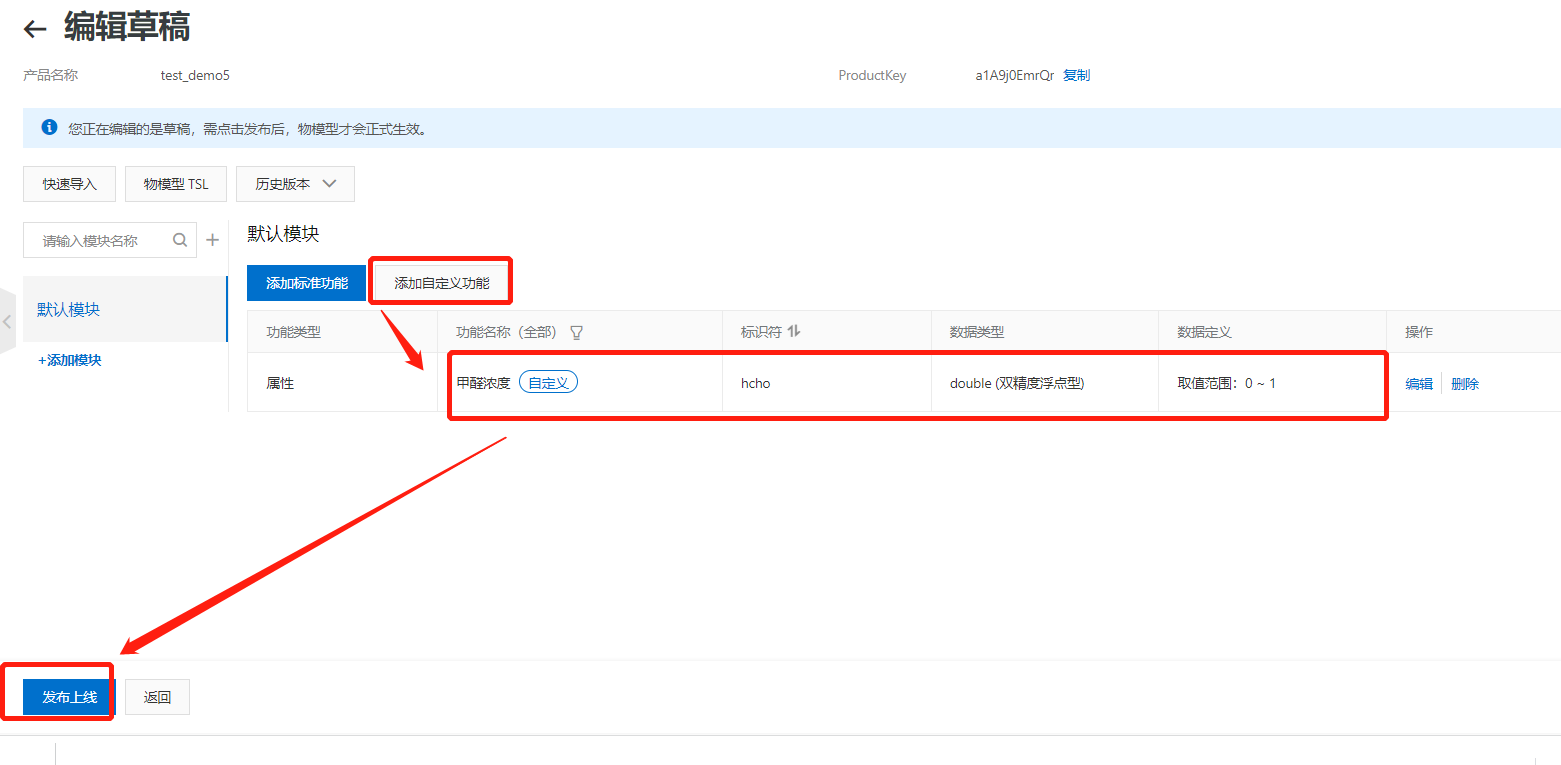 编辑草稿
产品名称 test_demo5 ProductKey a1A9j0EmrQr 复制
您正在编辑的是草稿，需点击发布后，物模型才会正式生效。
快速导入 物模型 TSL 历史版本
请输入模块名称
默认模块
添加标准功能 添加自定义功能
默认模块
+添加模块
功能类型 功能名称（全部） 标识符 数据类型 数据定义 操作
属性 甲醛浓度 自定义 hcho double (双精度浮点型) 取值范围：0 ~ 1 编辑 删除
发布上线 返回